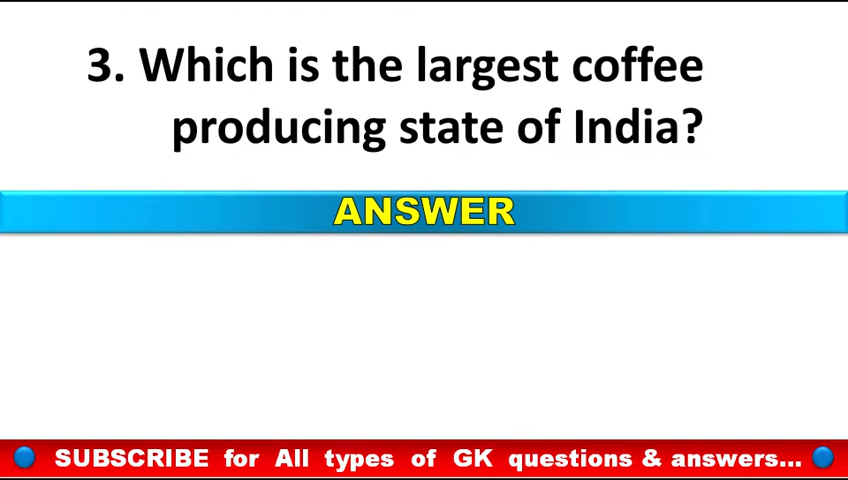 3. Which is the largest coffee
producing state of India?
ANSWER
SUBSCRIBE for All types of GK questions & answers...